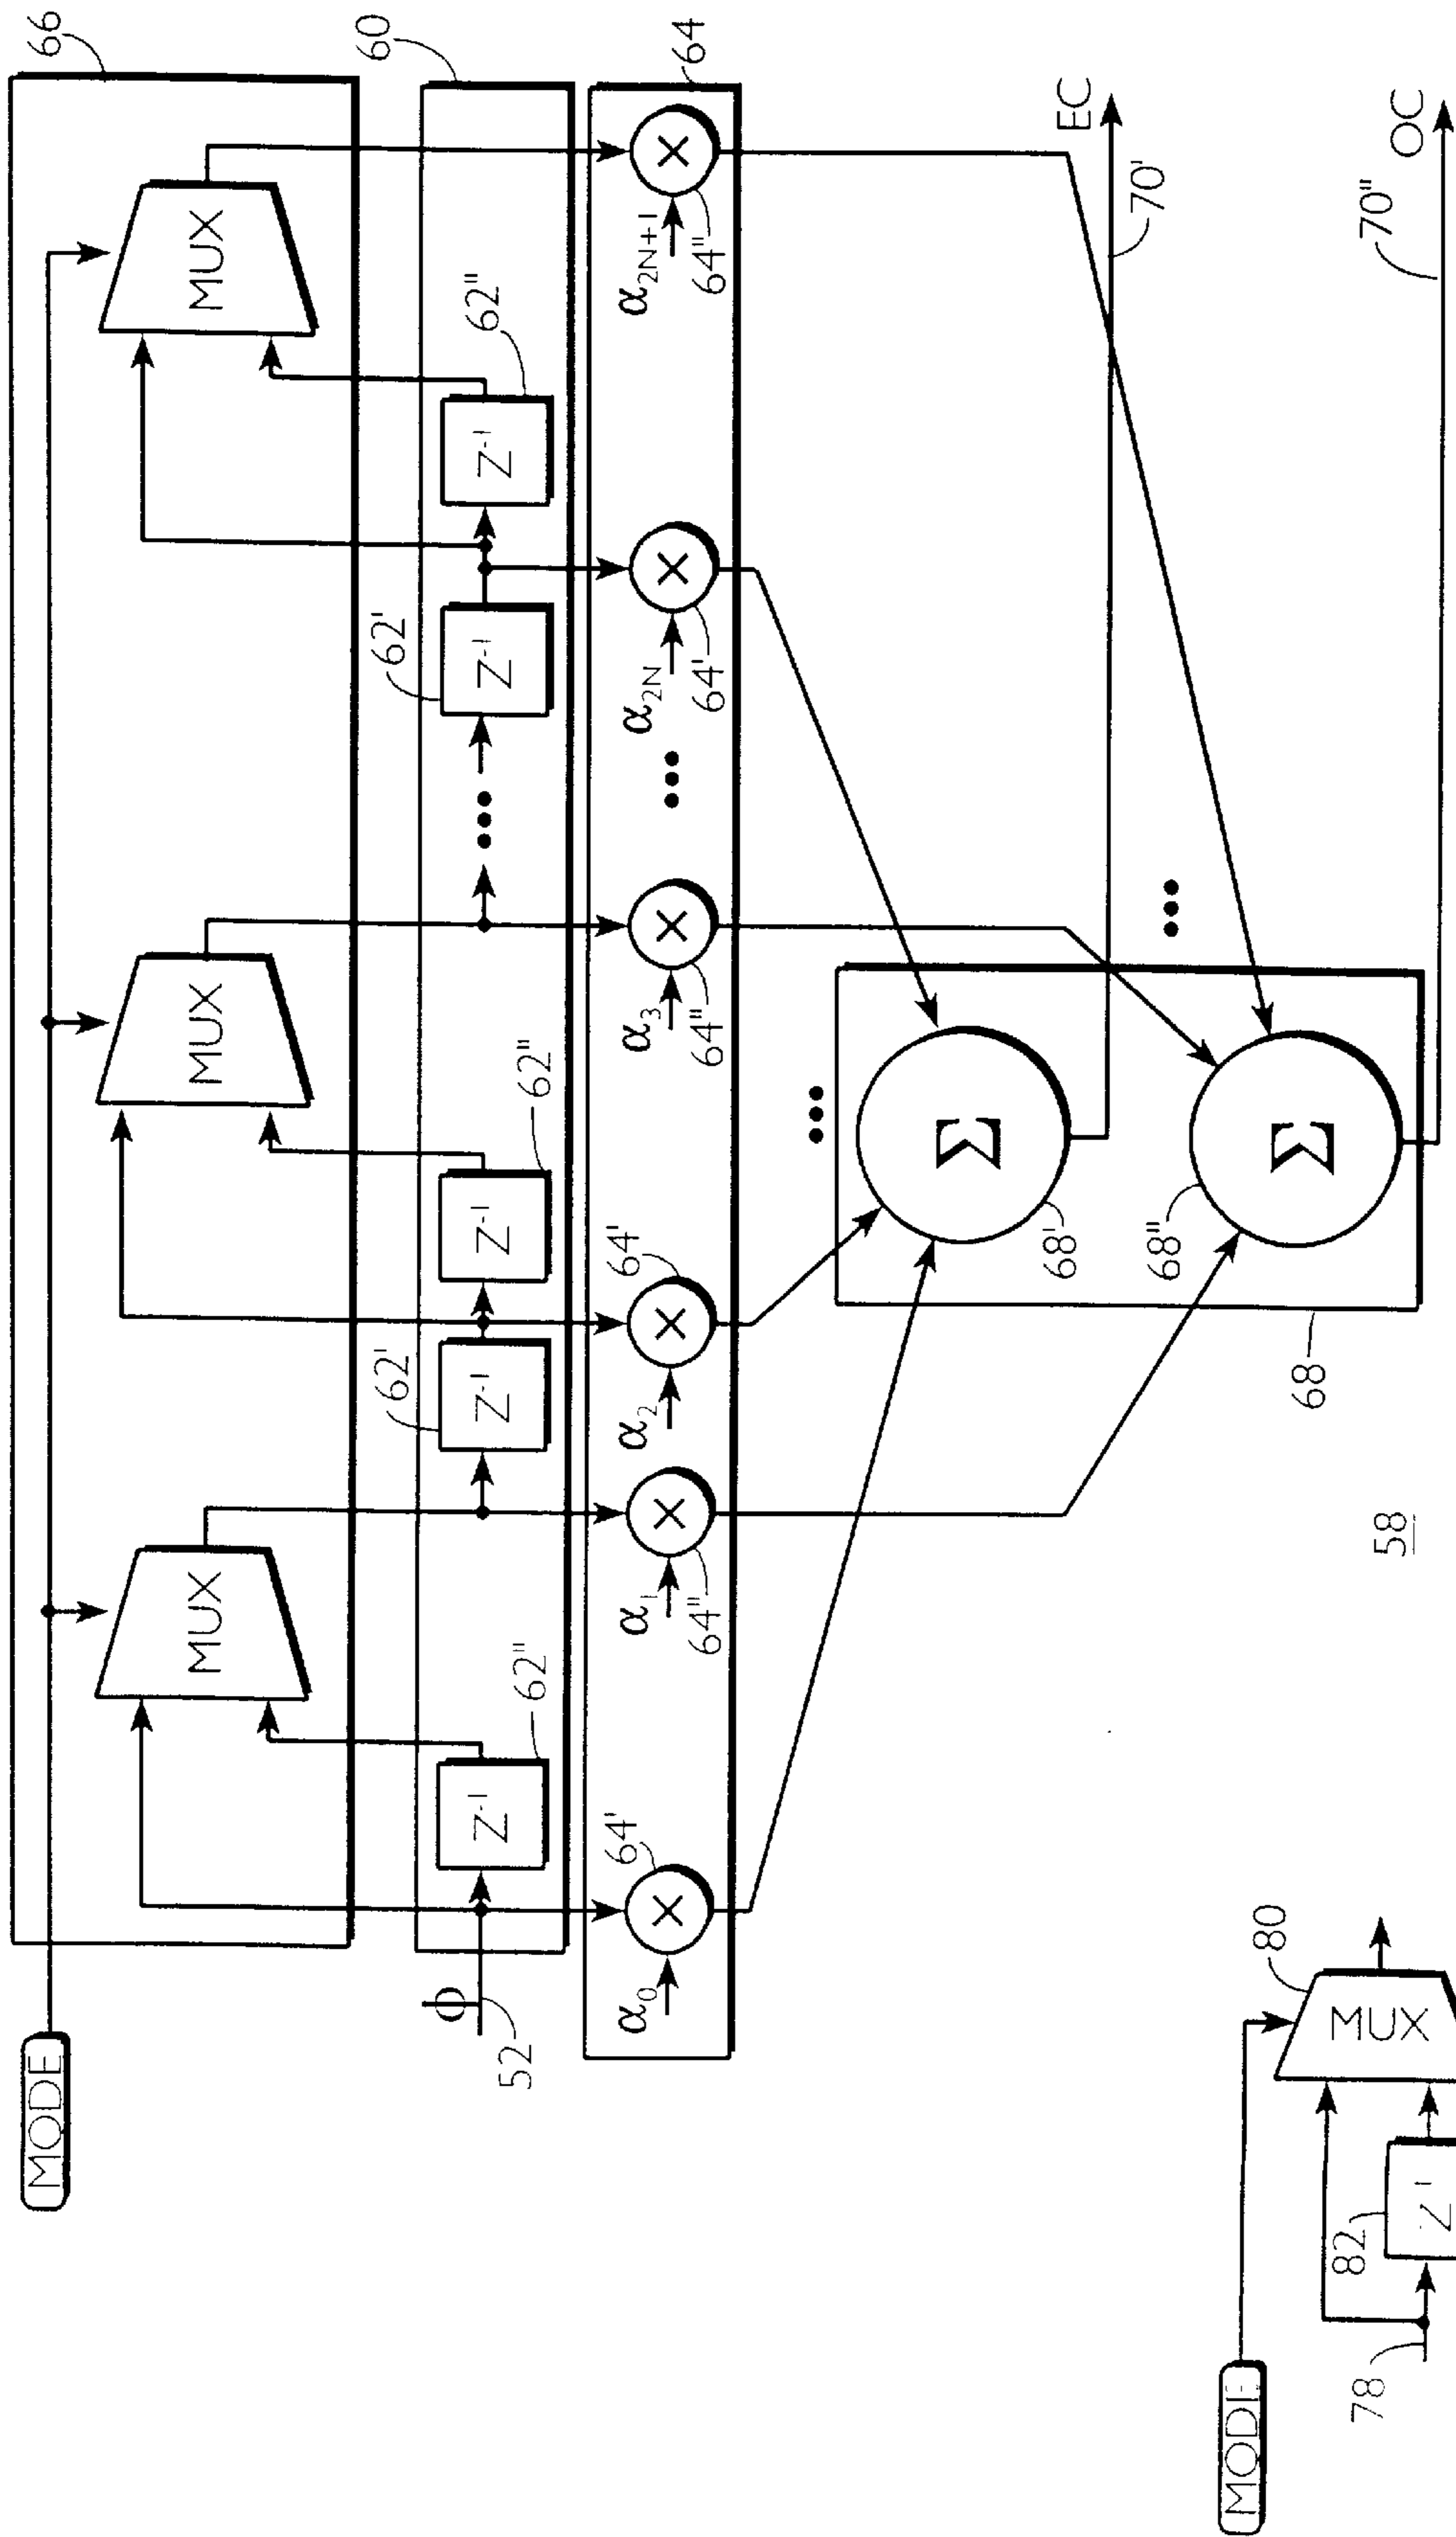 MODE
66
MUX
MUX
MUX
60
Φ
52
Z⁻¹
62"
62'
Z⁻¹
Z⁻¹
62"
•••
62'
Z⁻¹
Z⁻¹
62"
64
α₀
×
64'
α₁
×
64"
α₂
×
64'
α₃
×
64"
•••
α₂N
×
64'
α₂N+1
×
64"
•••
Σ
68'
EC
70'
•••
Σ
68"
OC
70"
68
58
MODE
78
82
Z⁻¹
MUX
80